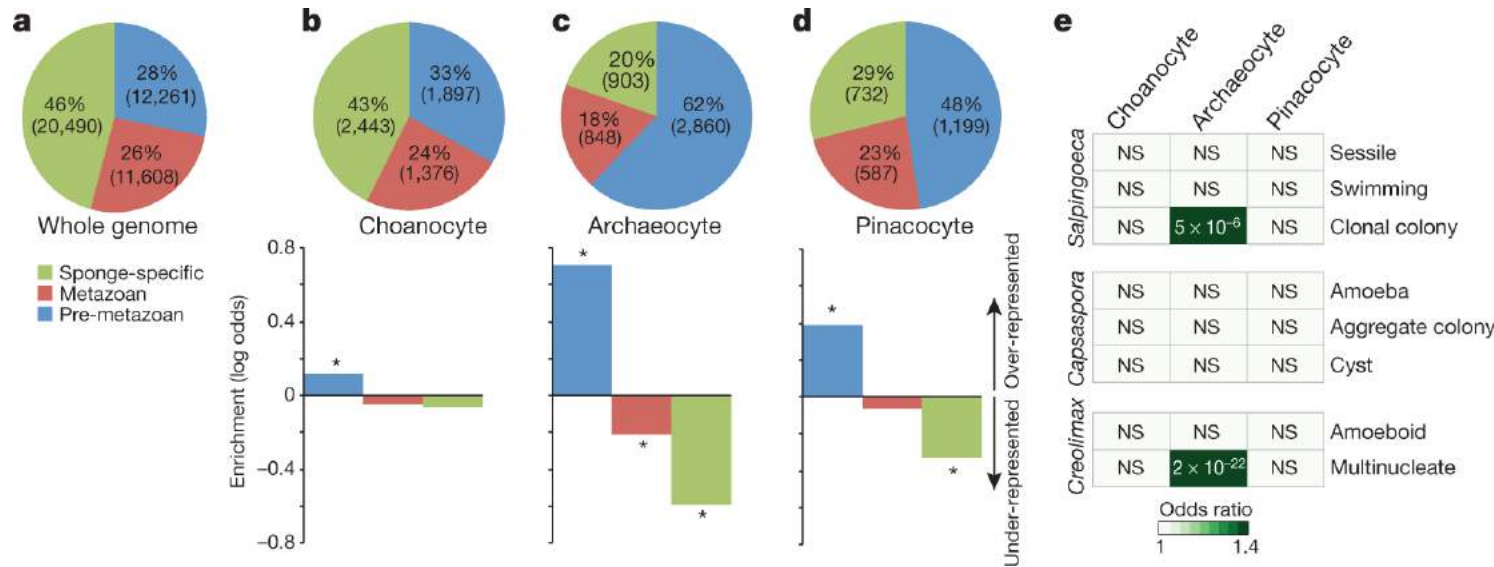 a
28%
(12,261)
46%
(20,490)
26%
(11,608)
Whole genome
Sponge-specific
Metazoan
Pre-metazoan
b
33%
(1,897)
43%
(2,443)
24%
(1,376)
Choanocyte
c
20%
(903)
62%
(2,860)
18%
(848)
Archaeocyte
d
29%
(732)
48%
(1,199)
23%
(587)
Pinacocyte
Enrichment (log odds)
0.8
0.4
0
−0.4
−0.8
*
*
*
*
*
*
Over-represented
Under-represented
e
Choanocyte
Archaeocyte
Pinacocyte
Salpingoeca
NS NS NS Sessile
NS NS NS Swimming
NS 5 × 10⁻⁶ NS Clonal colony
Capsaspora
NS NS NS Amoeba
NS NS NS Aggregate colony
NS NS NS Cyst
Creolimax
NS NS NS Amoeboid
NS 2 × 10⁻²² NS Multinucleate
Odds ratio
1 1.4